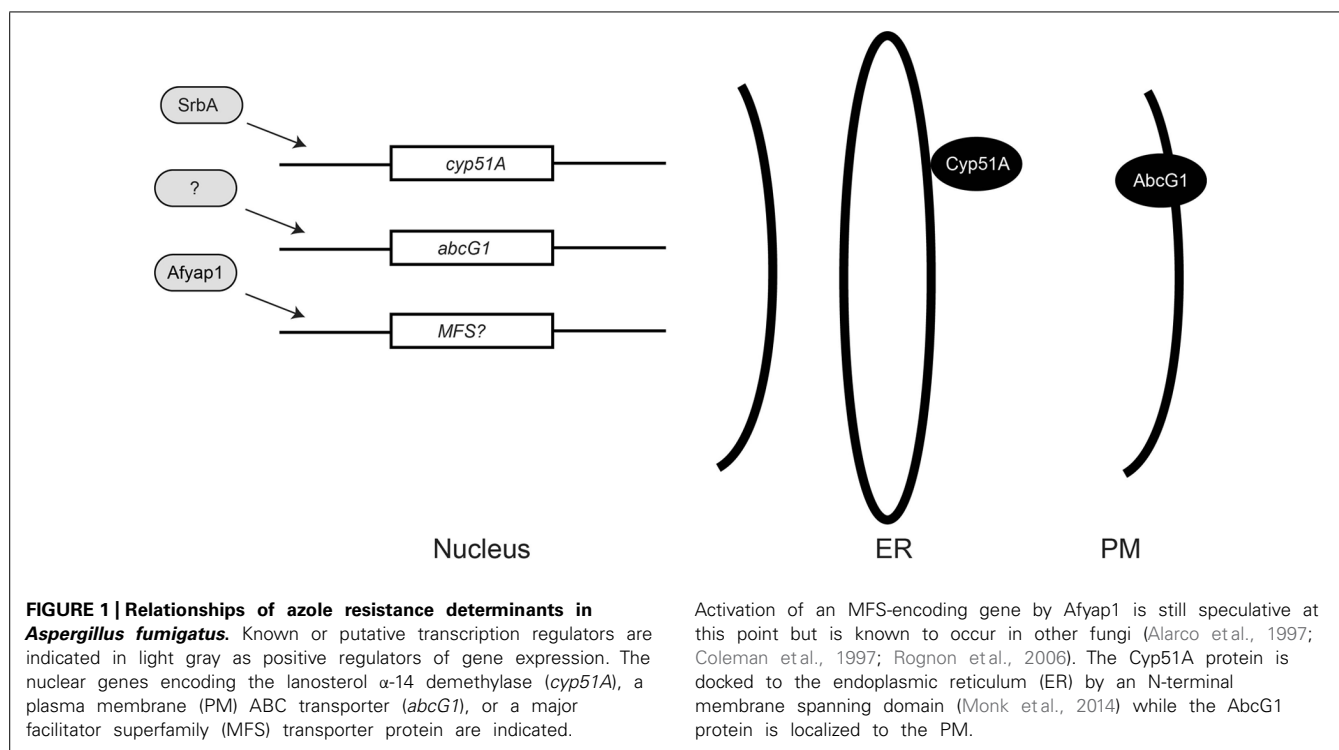 SrbA
cyp51A
?
abcG1
Afyap1
MFS?
Cyp51A
AbcG1
Nucleus
ER
PM
FIGURE 1 | Relationships of azole resistance determinants in
Aspergillus fumigatus. Known or putative transcription regulators are
indicated in light gray as positive regulators of gene expression. The
nuclear genes encoding the lanosterol α-14 demethylase (cyp51A), a
plasma membrane (PM) ABC transporter (abcG1), or a major
facilitator superfamily (MFS) transporter protein are indicated.
Activation of an MFS-encoding gene by Afyap1 is still speculative at
this point but is known to occur in other fungi (Alarco et al., 1997;
Coleman et al., 1997; Rognon et al., 2006). The Cyp51A protein is
docked to the endoplasmic reticulum (ER) by an N-terminal
membrane spanning domain (Monk et al., 2014) while the AbcG1
protein is localized to the PM.